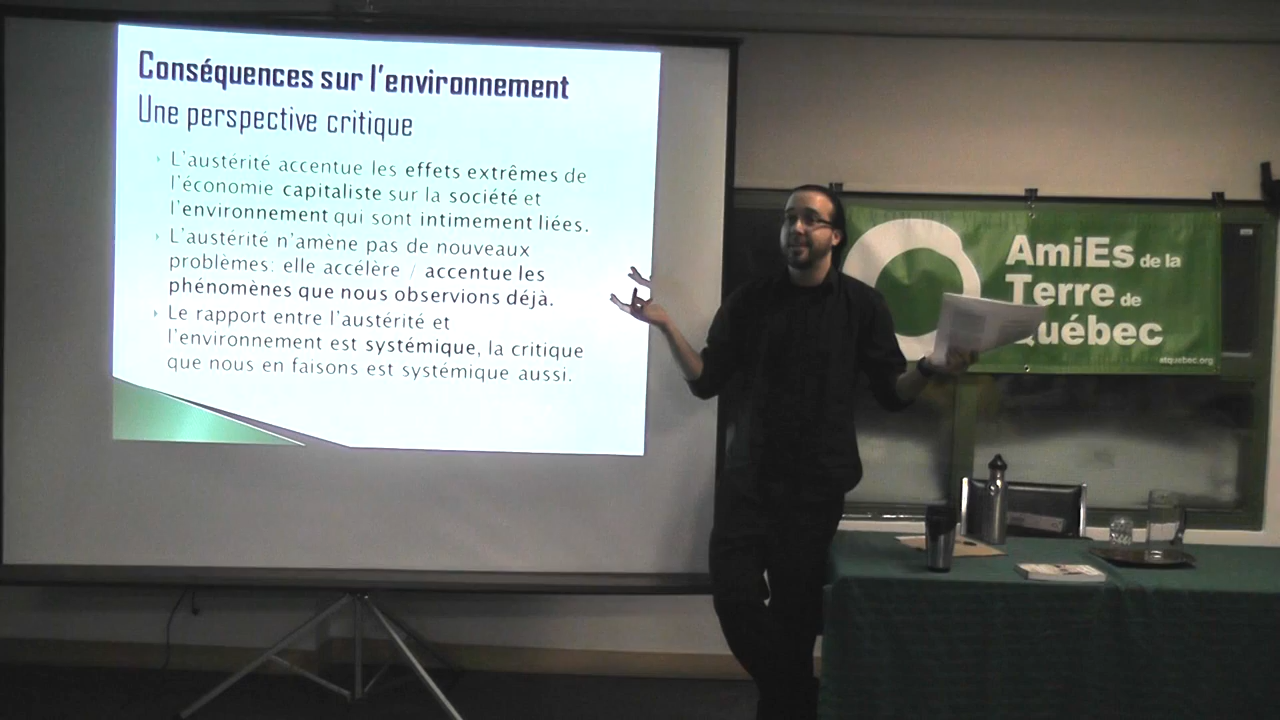 Conséquences sur l'environnement
Une perspective critique
L'austérité accentue les effets extrêmes de
l'économie capitaliste sur la société et
l'environnement qui sont intimement liées.
L'austérité n'amène pas de nouveaux
problèmes: elle accélère / accentue les
phénomènes que nous observions déjà.
Le rapport entre l'austérité et
l'environnement est systémique, la critique
que nous en faisons est systémique aussi.
AmiEs de la
Terre de
uébec
atquebec.org